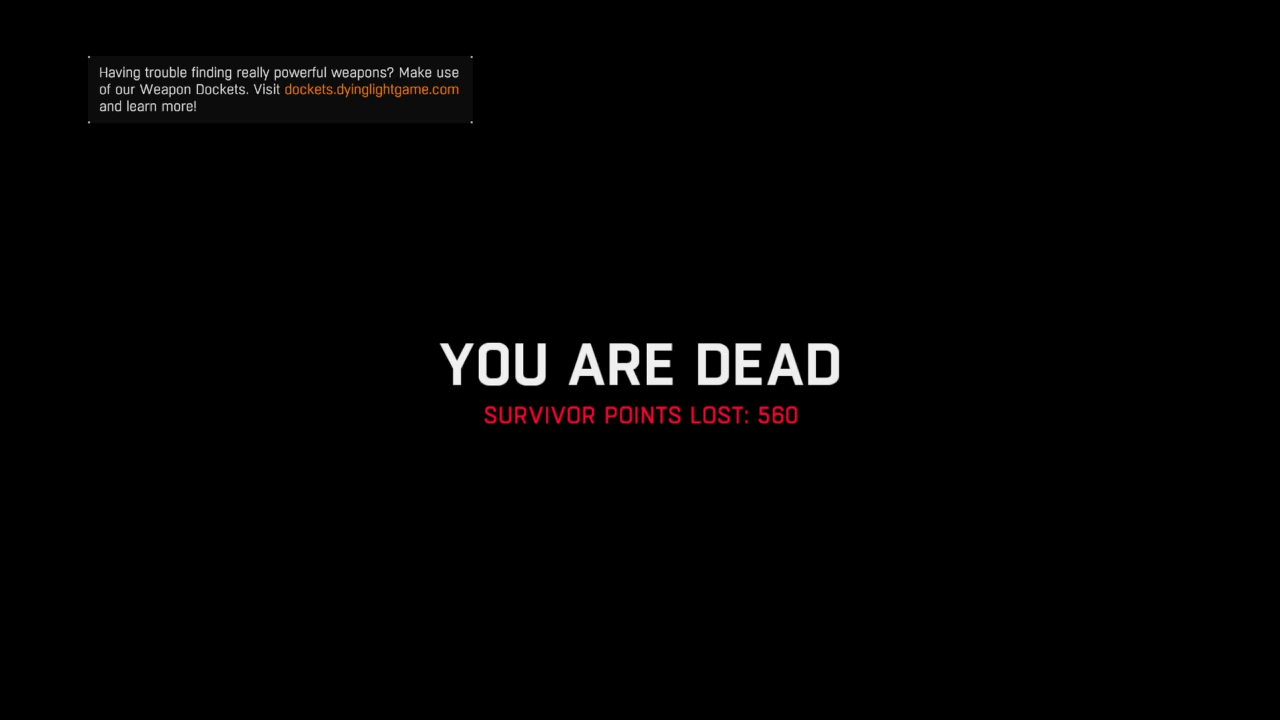 Having trouble finding really powerful weapons? Make use
of our Weapon Dockets. Visit dockets.dyinglightgame.com
and learn more!
YOU ARE DEAD
SURVIVOR POINTS LOST: 560